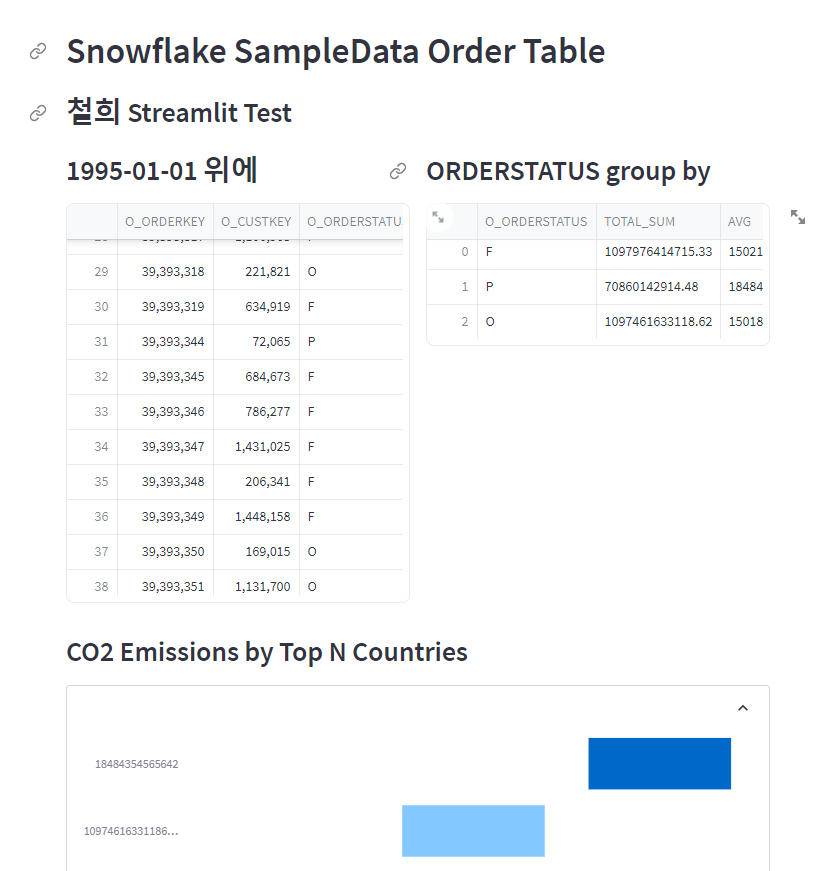 Snowflake SampleData Order Table
철희 Streamlit Test
1995-01-01 위에
O_ORDERKEY O_CUSTKEY O_ORDERSTATU
29 39,393,318 221,821 O
30 39,393,319 634,919 F
31 39,393,344 72,065 P
32 39,393,345 684,673 F
33 39,393,346 786,277 F
34 39,393,347 1,431,025 F
35 39,393,348 206,341 F
36 39,393,349 1,448,158 F
37 39,393,350 169,015 O
38 39,393,351 1,131,700 O
ORDERSTATUS group by
O_ORDERSTATUS TOTAL_SUM AVG
0 F 1097976414715.33 15021
1 P 70860142914.48 18484
2 O 1097461633118.62 15018
CO2 Emissions by Top N Countries
18484354565642
10974616331186…